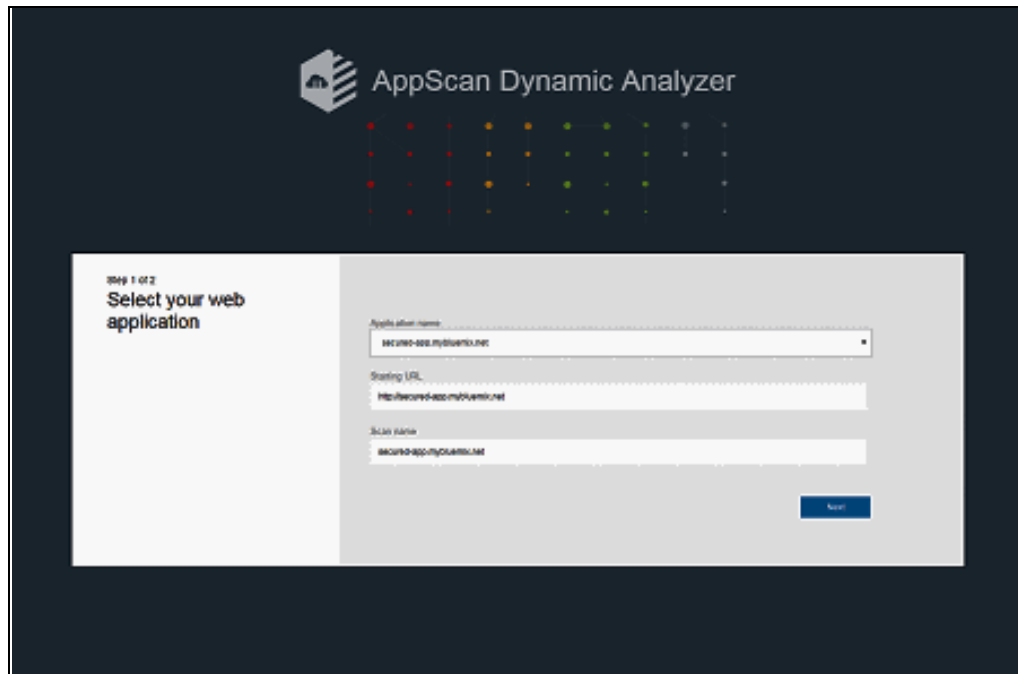 AppScan Dynamic Analyzer
Step 1 of 2
Select your web
application
Application name
secured-app.mybluemix.net
Starting URL
http://secured-app.mybluemix.net
Scan name
secured-app.mybluemix.net
Next